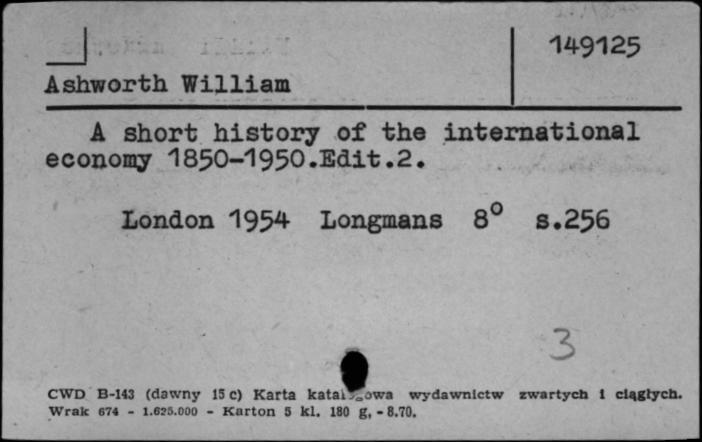 149125
Ashworth William
A short history of the international
economy 1850-1950.Edit.2.
London 1954 Longmans 8° s.256
3
CWD B-143 (dawny 15 c) Karta katalogowa wydawnictw zwartych i ciągłych.
Wrak 674 - 1.625.000 - Karton 5 kl. 180 g, - 8.70.